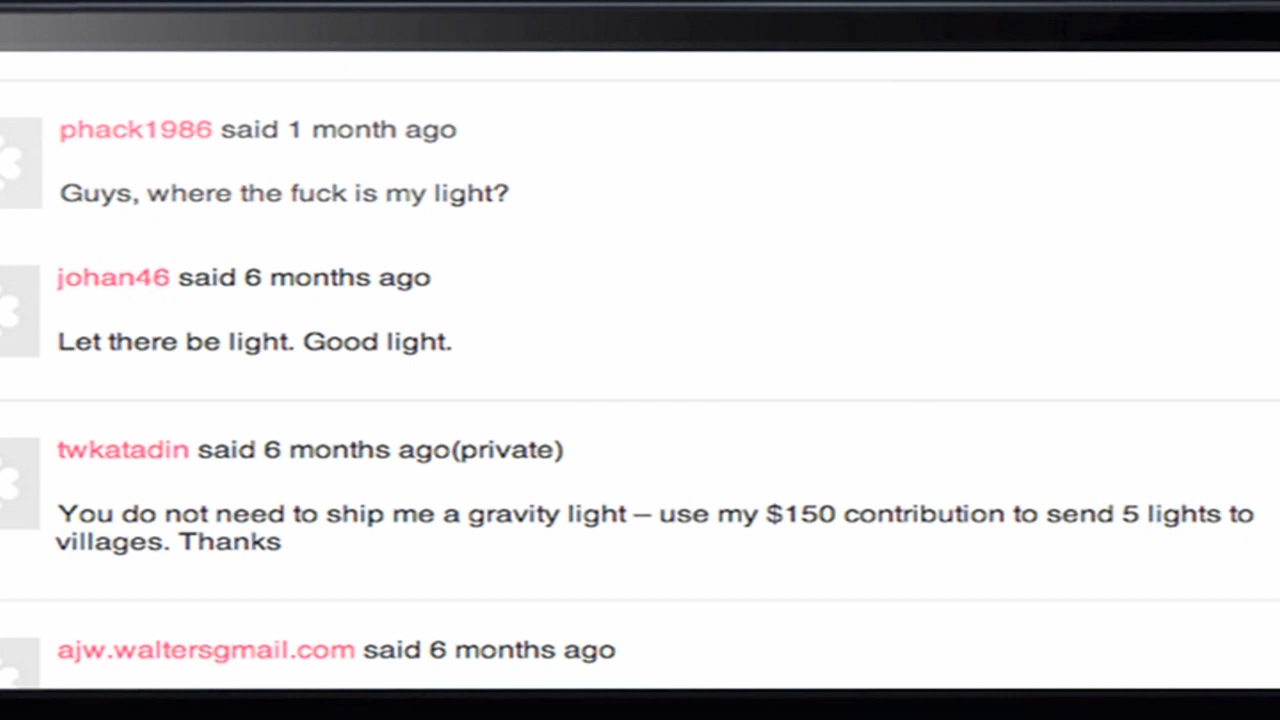 phack1986 said 1 month ago
Guys, where the fuck is my light?
johan46 said 6 months ago
Let there be light. Good light.
twkatadin said 6 months ago(private)
You do not need to ship me a gravity light – use my $150 contribution to send 5 lights to
villages. Thanks
ajw.waltersgmail.com said 6 months ago